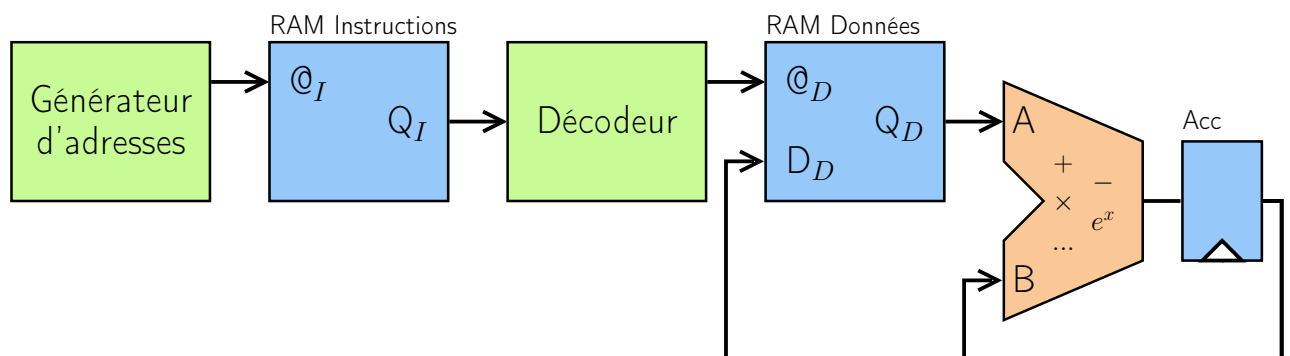 RAM Instructions
RAM Données
Générateur
d'adresses
@I
QI
Décodeur
@D
QD
DD
A
B
+
−
×
e^x
...
Acc